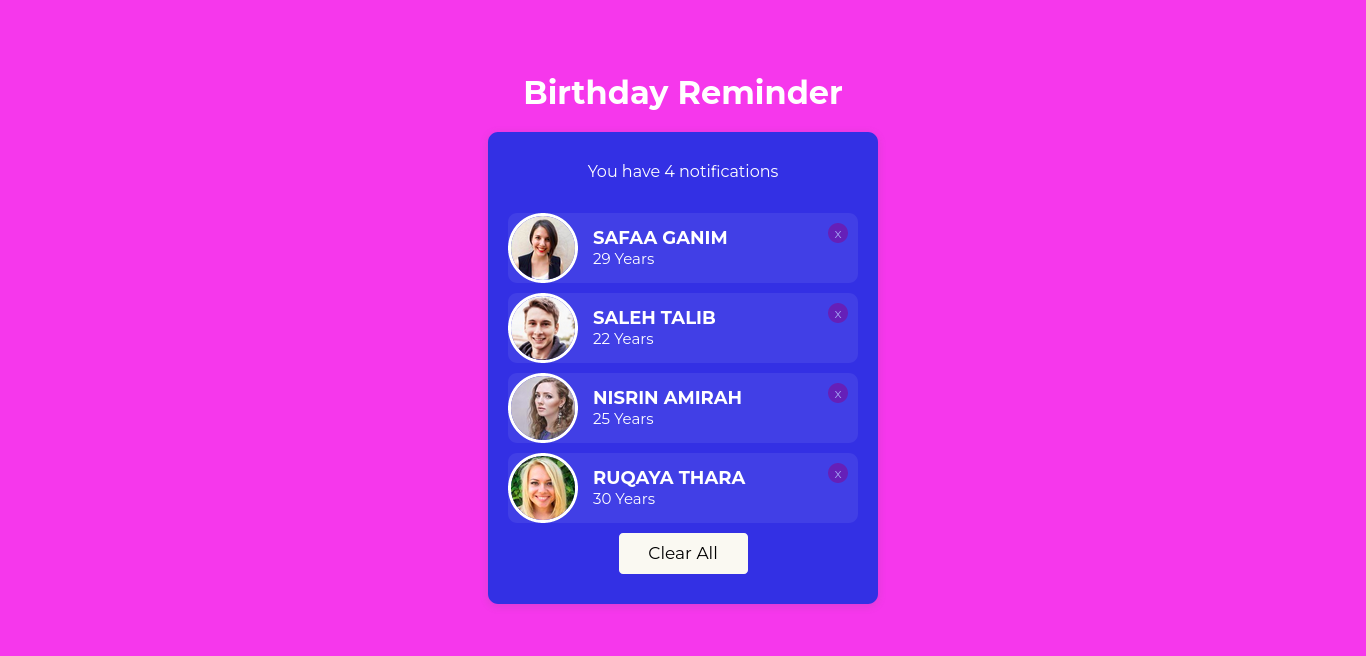 Birthday Reminder
You have 4 notifications
SAFAA GANIM
x
29 Years
SALEH TALIB
x
22 Years
NISRIN AMIRAH
x
25 Years
RUQAYA THARA
x
30 Years
Clear All